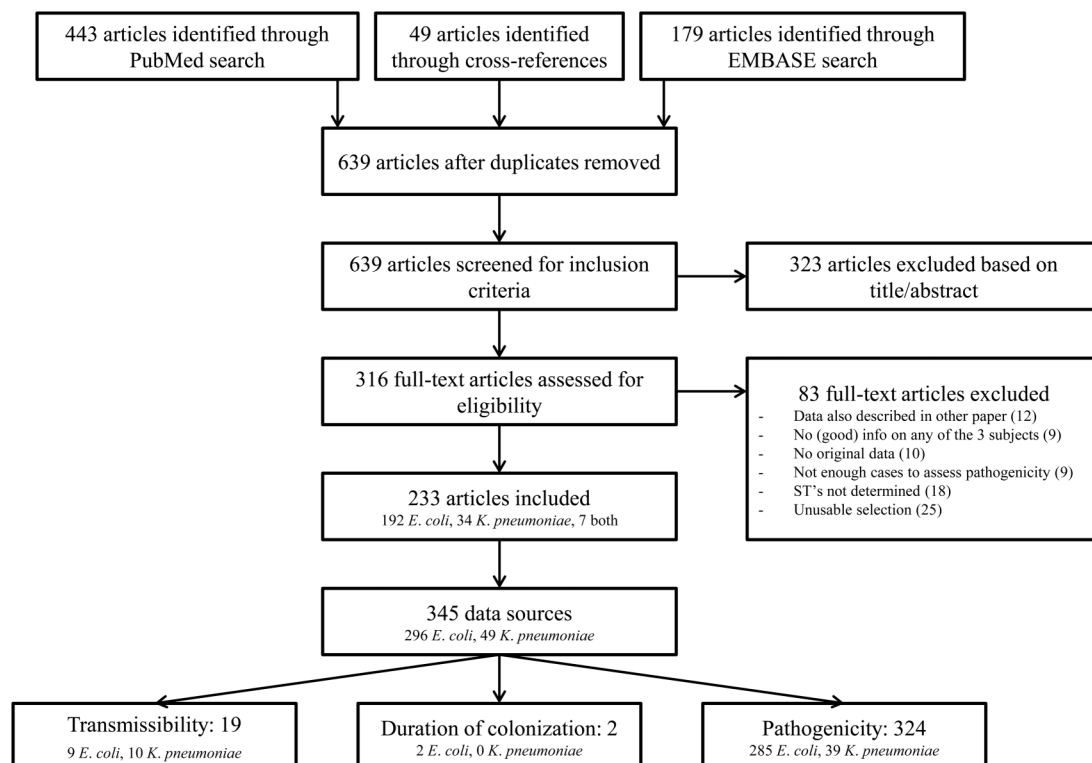 443 articles identified through
PubMed search
49 articles identified
through cross-references
179 articles identified through
EMBASE search
639 articles after duplicates removed
639 articles screened for inclusion
criteria
323 articles excluded based on
title/abstract
316 full-text articles assessed for
eligibility
83 full-text articles excluded
- Data also described in other paper (12)
- No (good) info on any of the 3 subjects (9)
- No original data (10)
- Not enough cases to assess pathogenicity (9)
- ST's not determined (18)
- Unusable selection (25)
233 articles included
192 E. coli, 34 K. pneumoniae, 7 both
345 data sources
296 E. coli, 49 K. pneumoniae
Transmissibility: 19
9 E. coli, 10 K. pneumoniae
Duration of colonization: 2
2 E. coli, 0 K. pneumoniae
Pathogenicity: 324
285 E. coli, 39 K. pneumoniae